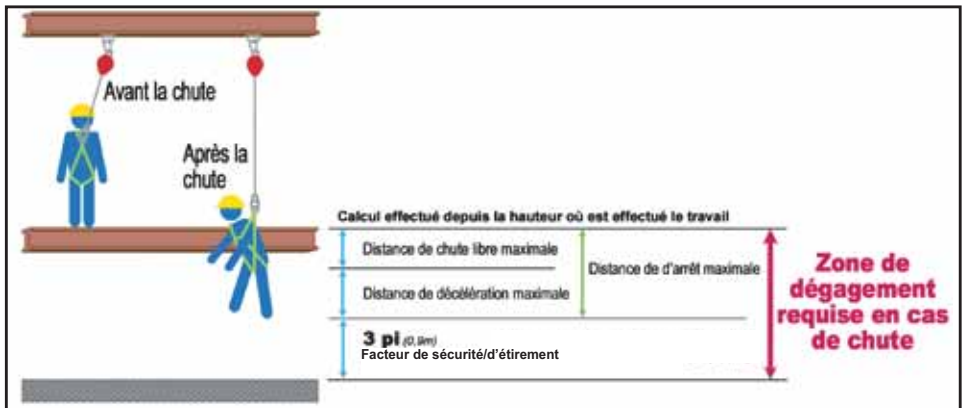 Avant la chute
Après la
chute
Calcul effectué depuis la hauteur où est effectué le travail
Distance de chute libre maximale
Distance de décélération maximale
Distance de d'arrêt maximale
3 pi (0,9m)
Facteur de sécurité/d'étirement
Zone de
dégagement
requise en cas
de chute